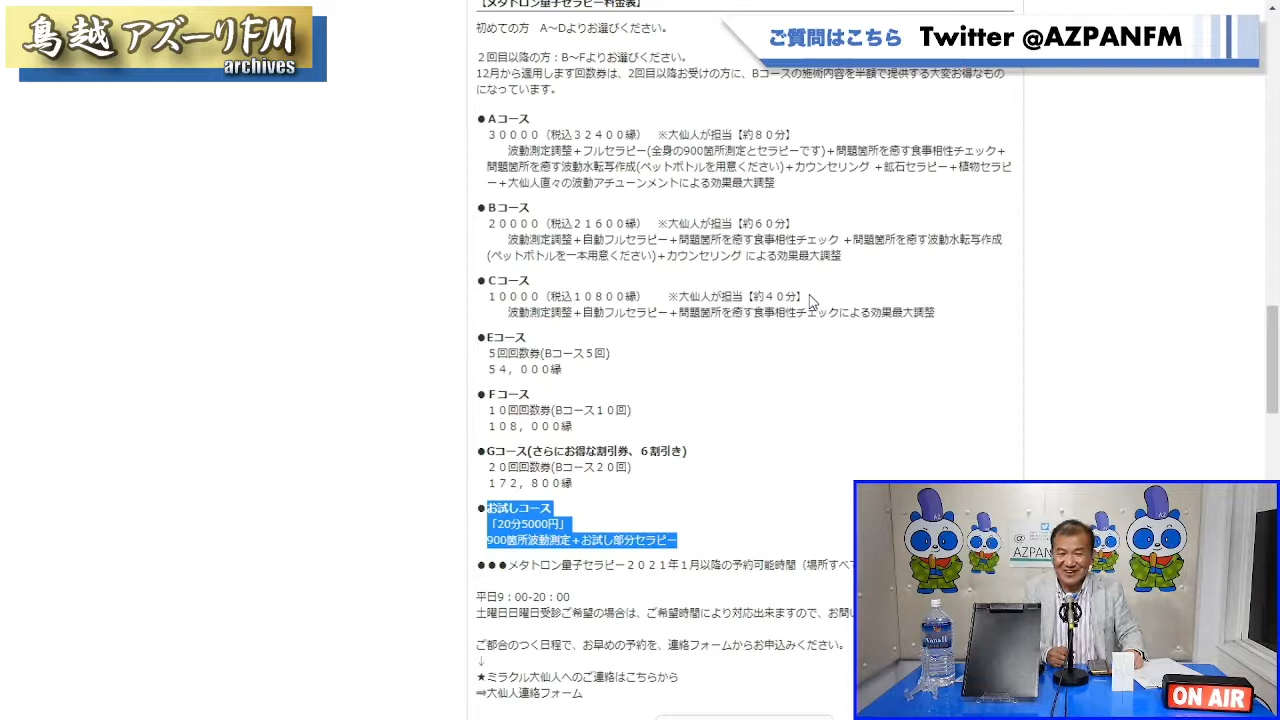 鳥越アズーリFM
archives
ご質問はこちら Twitter @AZPANFM
【メタトロン量子セラピー料金表】
初めての方 A～Dよりお選びください。
２回目以降の方：B～Fよりお選びください。
12月から適用します回数券は、2回目以降お受けの方に、Bコースの施術内容を半額で提供する大変お得なもの
になっています。
●Aコース
３００００（税込３２４００縁） ※大仙人が担当【約８０分】
波動測定調整＋フルセラピー(全身の900箇所測定とセラピーです)＋問題箇所を癒す食事相性チェック＋
問題箇所を癒す波動水転写作成(ペットボトルを用意ください)＋カウンセリング ＋鉱石セラピー＋植物セラピ
ー＋大仙人直々の波動アチューンメントによる効果最大調整
●Bコース
２００００（税込２１６００縁） ※大仙人が担当【約６０分】
波動測定調整＋自動フルセラピー＋問題箇所を癒す食事相性チェック ＋問題箇所を癒す波動水転写作成
(ペットボトルを一本用意ください)＋カウンセリング による効果最大調整
●Cコース
１００００（税込１０８００縁） ※大仙人が担当【約４０分】
波動測定調整＋自動フルセラピー＋問題箇所を癒す食事相性チェックによる効果最大調整
●Eコース
５回回数券(Bコース５回)
５４，０００縁
●Fコース
１０回回数券(Bコース１０回)
１０８，０００縁
●Gコース(さらにお得な割引券、６割引き)
２０回回数券(Bコース２０回)
１７２，８００縁
●お試しコース
「20分5000円」
900箇所波動測定＋お試し部分セラピー
●●●メタトロン量子セラピー２０２１年１月以降の予約可能時間（場所すべて
平日9：00-20：00
土曜日日曜日受診ご希望の場合は、ご希望時間により対応出来ますので、お問い
ご都合のつく日程で、お早めの予約を、連絡フォームからお申込みください。
↓
★ミラクル大仙人へのご連絡はこちらから
⇒大仙人連絡フォーム
@
AZPAN
ON AIR